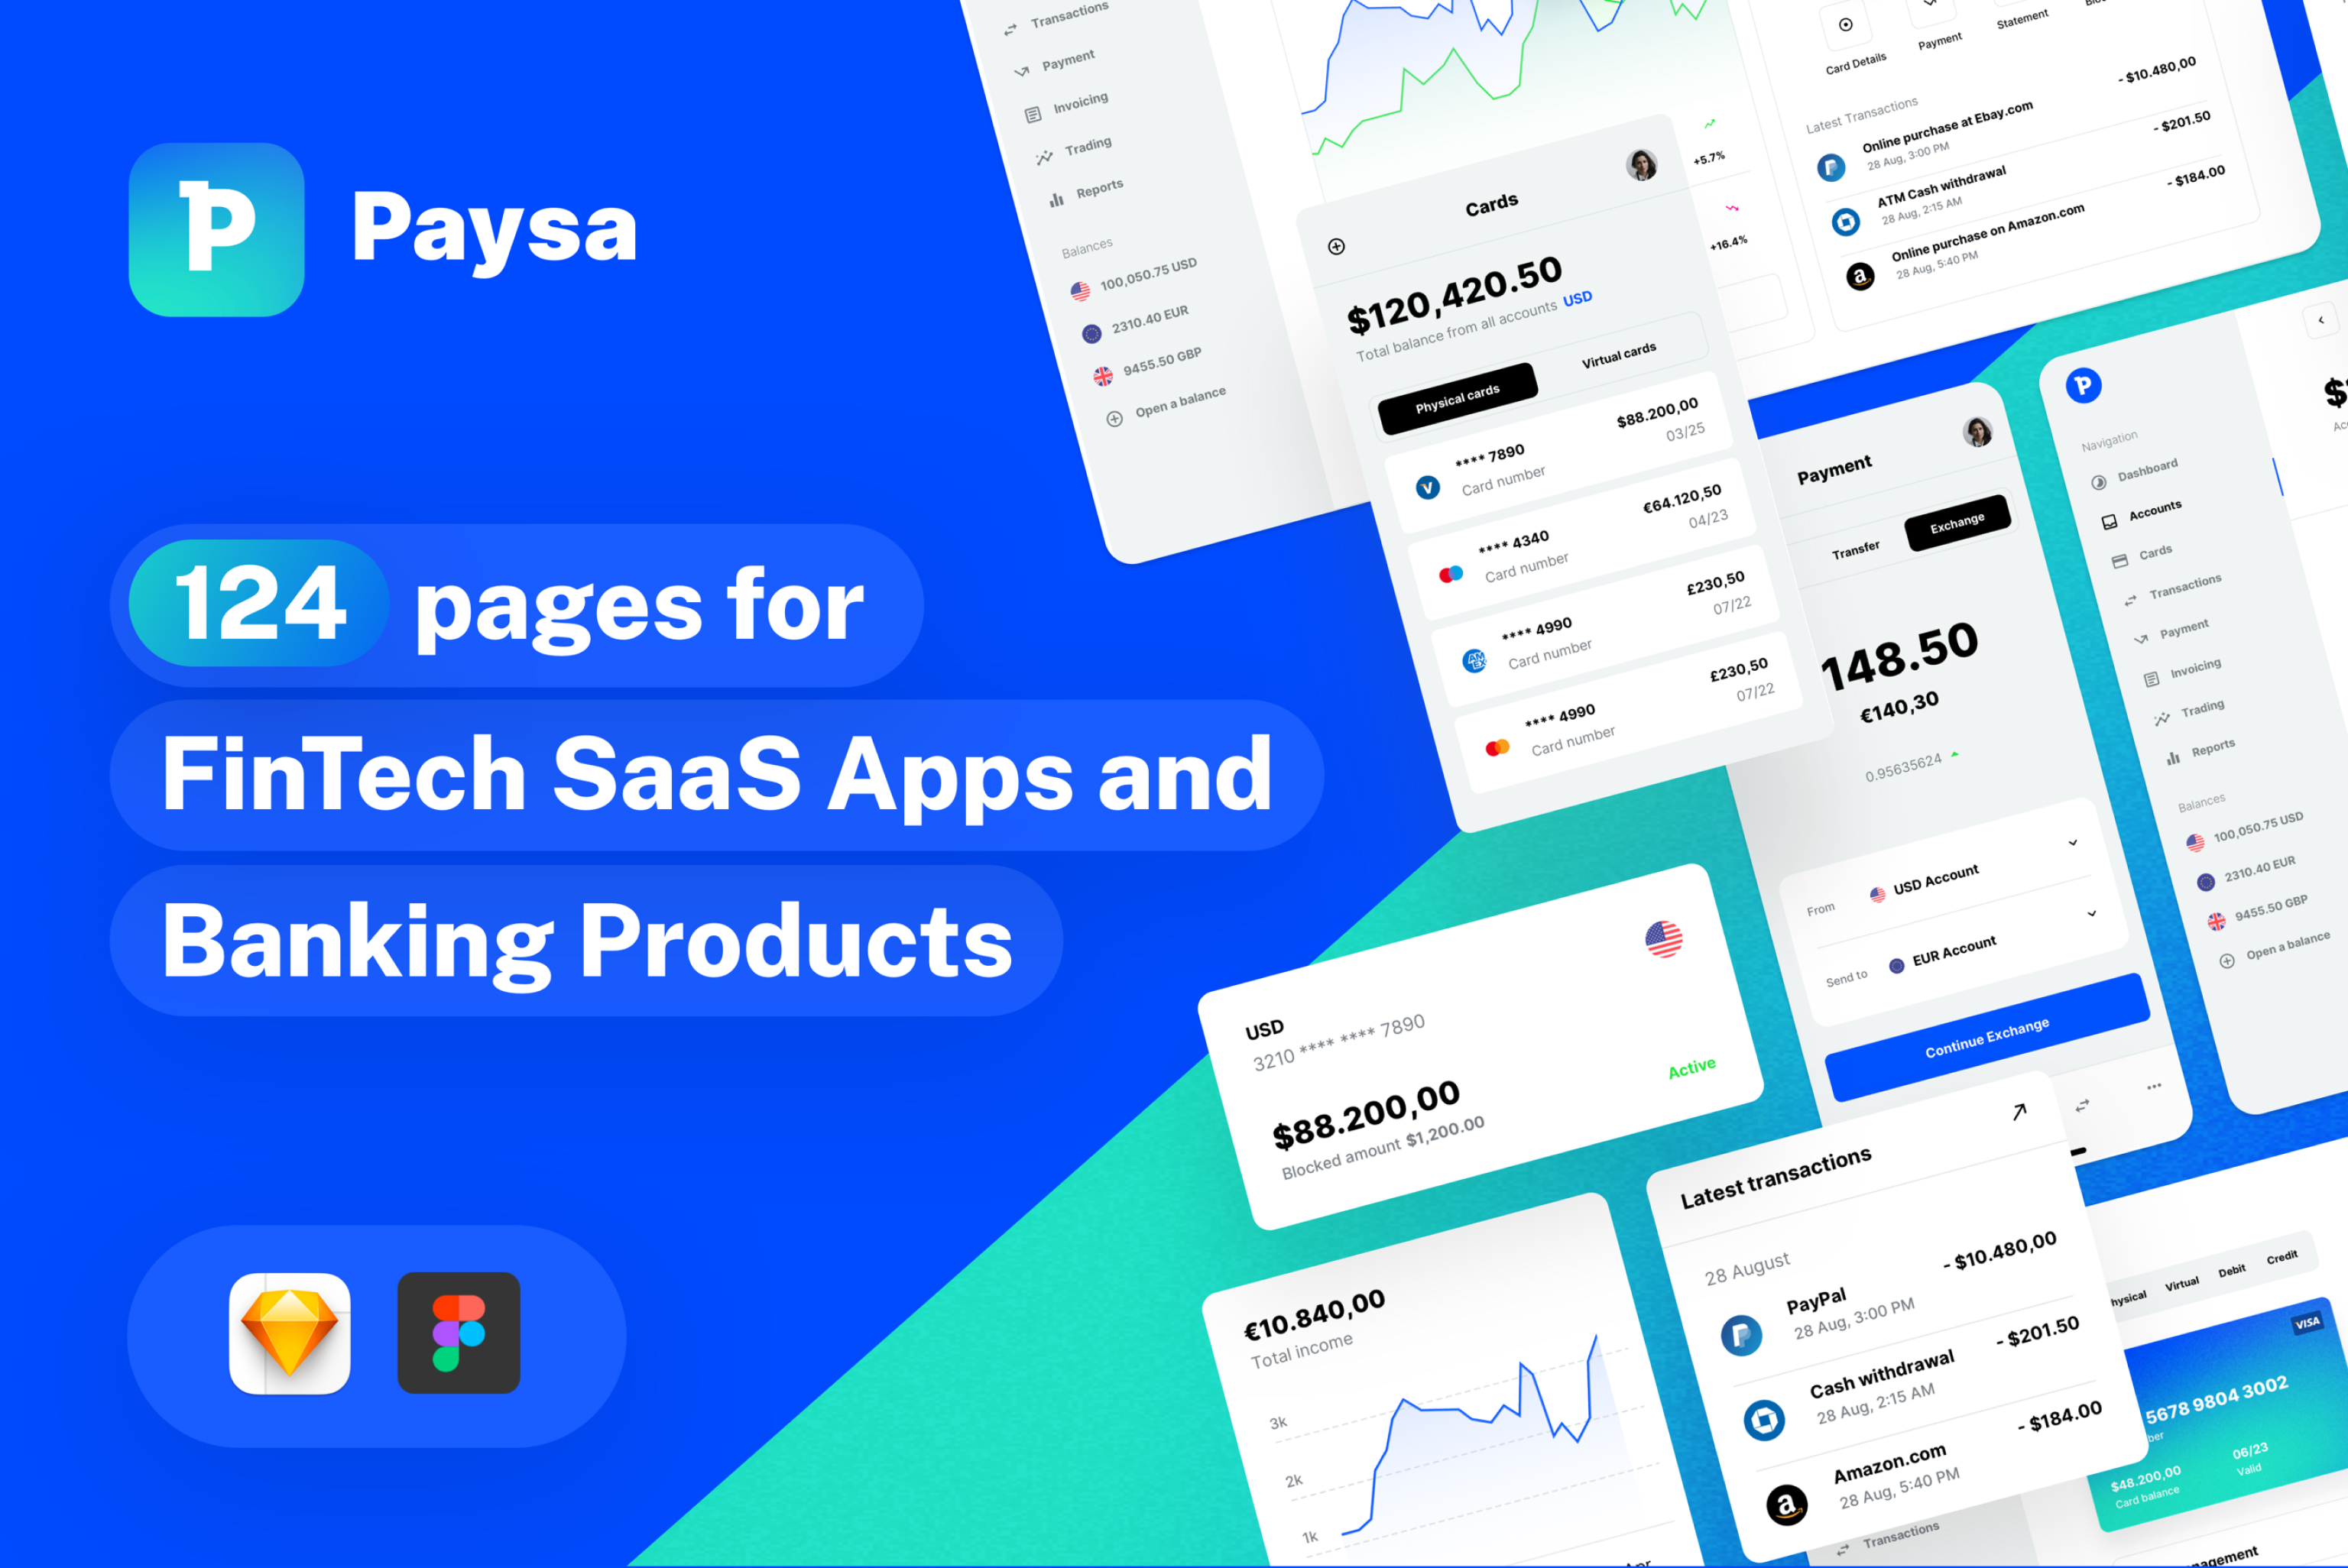 Paysa
124 pages for
FinTech SaaS Apps and
Banking Products
Transactions
Payment
Invoicing
Trading
Reports
Balances
100,050.75 USD
2310.40 EUR
9455.50 GBP
Open a balance
+5.7%
+16.4%
Card Details
Payment
Statement
Latest Transactions
Online purchase at Ebay.com
- $10.480,00
28 Aug, 3:00 PM
ATM Cash withdrawal
- $201.50
28 Aug, 2:15 AM
Online purchase on Amazon.com
- $184.00
28 Aug, 5:40 PM
Cards
$120,420.50
Total balance from all accounts USD
Physical cards
Virtual cards
**** 7890
$88.200,00
Card number
03/25
**** 4340
€64.120,50
Card number
04/23
AMEX
**** 4990
£230,50
Card number
07/22
**** 4990
£230,50
Card number
07/22
Payment
Transfer
Exchange
148.50
€140,30
0.95635624
From
USD Account
Send to
EUR Account
Continue Exchange
Navigation
Dashboard
Accounts
Cards
Transactions
Payment
Invoicing
Trading
Reports
Balances
100,050.75 USD
2310.40 EUR
9455.50 GBP
Open a balance
USD
3210 **** **** 7890
$88.200,00
Active
Blocked amount $1,200.00
€10.840,00
Total income
3k
2k
1k
Latest transactions
28 August
PayPal
- $10.480,00
28 Aug, 3:00 PM
Cash withdrawal
- $201.50
28 Aug, 2:15 AM
Amazon.com
- $184.00
28 Aug, 5:40 PM
hysical
Virtual
Debit
Credit
VISA
5678 9804 3002
ber
$48.200,00
Card balance
06/23
Valid
Transactions